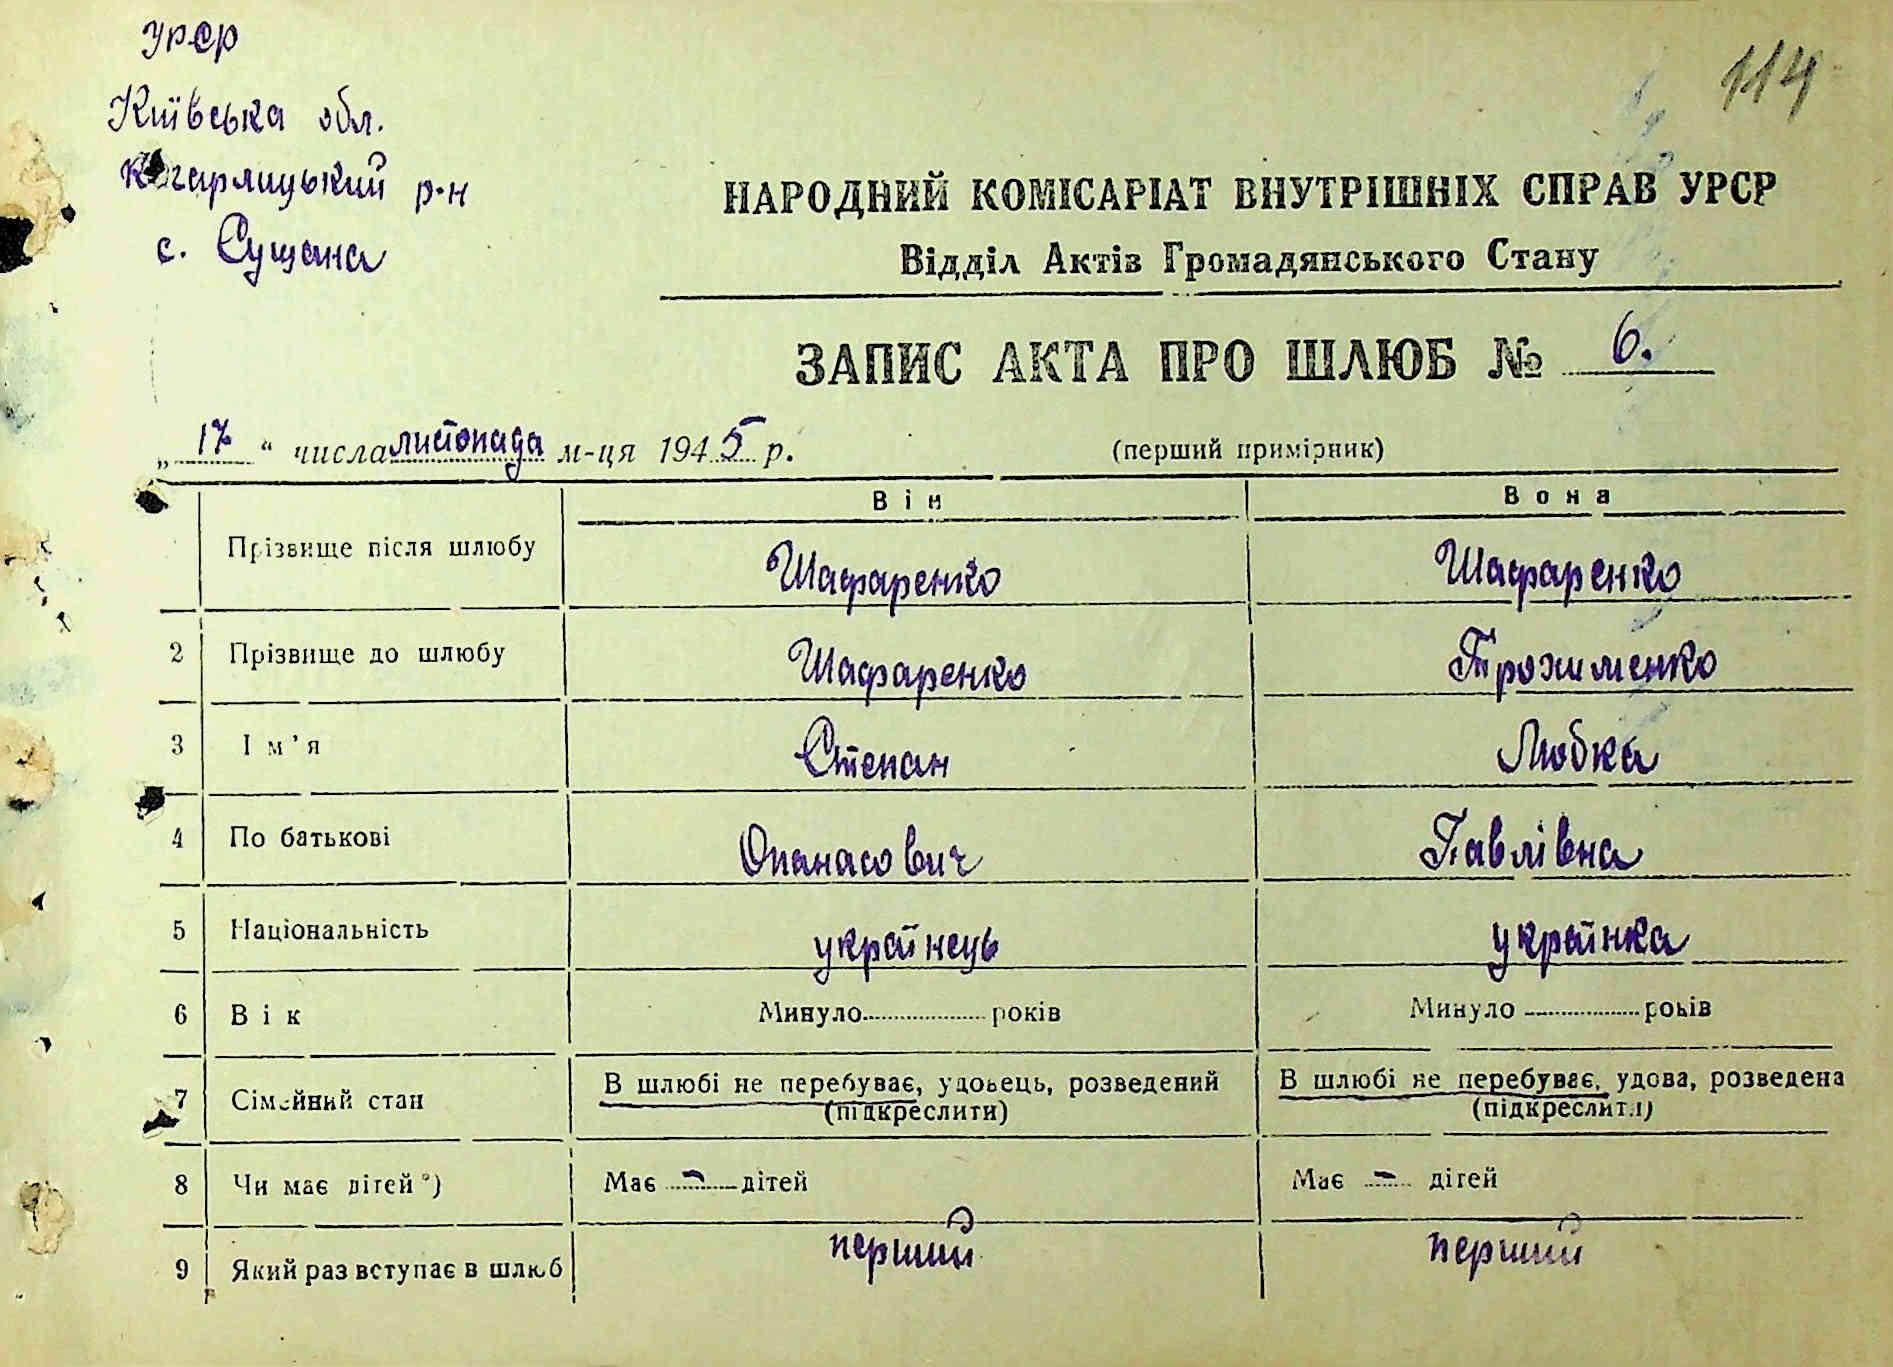 УРСР
114
Київська обл.
Кагарлицький р-н
с. Сущана
НАРОДНИЙ КОМІСАРІАТ ВНУТРІШНІХ СПРАВ УРСР
Відділ Актів Громадянського Стану
ЗАПИС АКТА ПРО ШЛЮБ № 6.
„17“ числа листопада м-ця 1945 р. (перший примірник)
Він Вона
Прізвище після шлюбу Шафаренко Шафаренко
2 Прізвище до шлюбу Шафаренко Трохименко
3 Ім'я Степан Любка
4 По батькові Опанасович Павлівна
5 Національність українець українка
6 Вік Минуло років Минуло років
7 Сімейний стан В шлюбі не перебуває, удовець, розведений В шлюбі не перебуває, удова, розведена
(підкреслити) (підкреслити)
8 Чи має дітей*) Має - дітей Має - дітей
9 Який раз вступає в шлюб перший перший